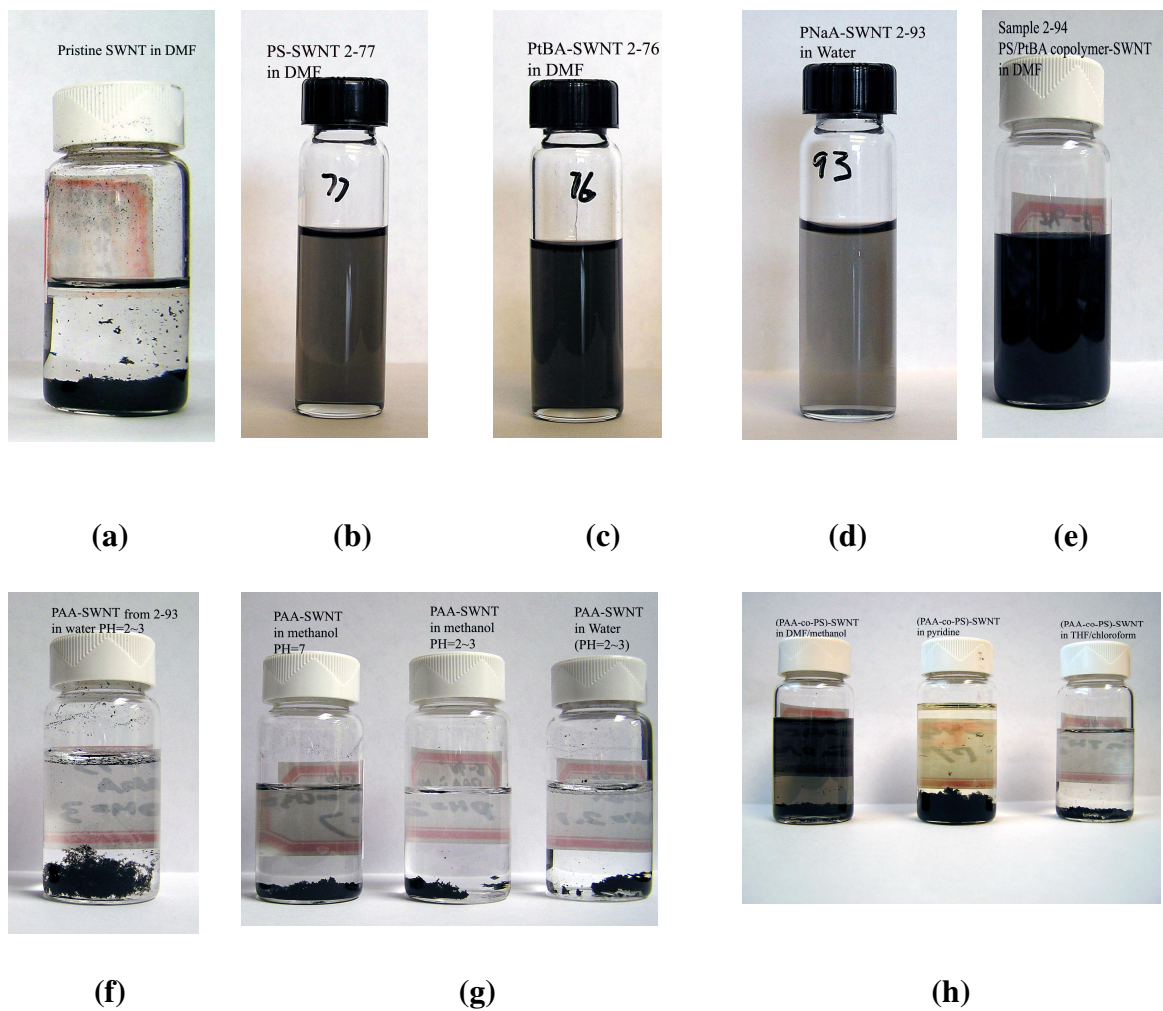 Pristine SWNT in DMF
PS-SWNT 2-77
in DMF
77
PtBA-SWNT 2-76
in DMF
76
PNaA-SWNT 2-93
in Water
93
Sample 2-94
PS/PtBA copolymer-SWNT
in DMF
(a)
(b)
(c)
(d)
(e)
PAA-SWNT from 2-93
in water PH=2~3
PAA-SWNT
in methanol
PH=7
PAA-SWNT
in methanol
PH=2~3
PAA-SWNT
in Water
(PH=2~3)
(PAA-co-PS)-SWNT
in DMF/methanol
(PAA-co-PS)-SWNT
in pyridine
(PAA-co-PS)-SWNT
in THF/chloroform
(f)
(g)
(h)